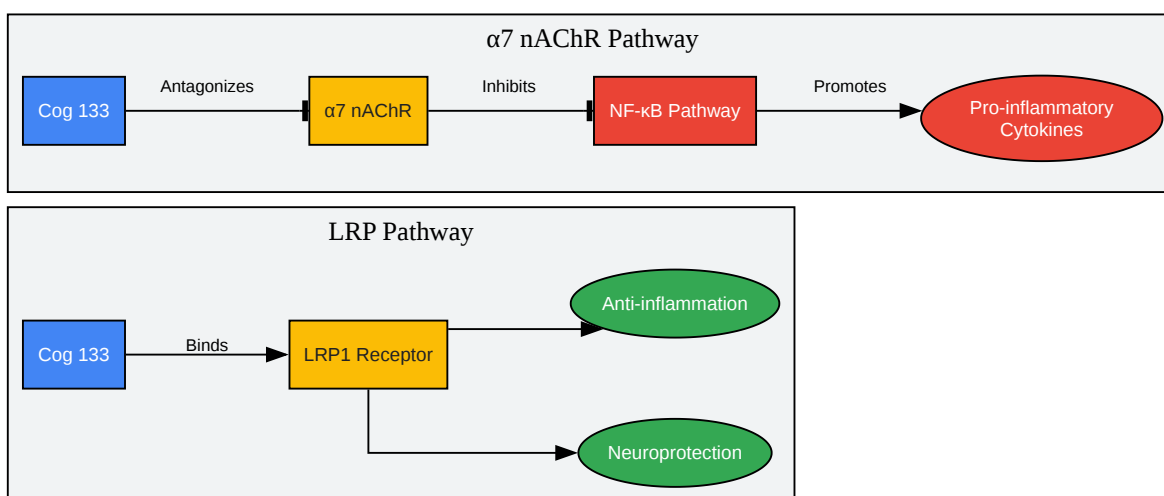 α7 nAChR Pathway
Antagonizes
Inhibits
Promotes
Cog 133
α7 nAChR
NF-κB Pathway
Pro-inflammatory
Cytokines
LRP Pathway
Anti-inflammation
Cog 133
Binds
LRP1 Receptor
Neuroprotection